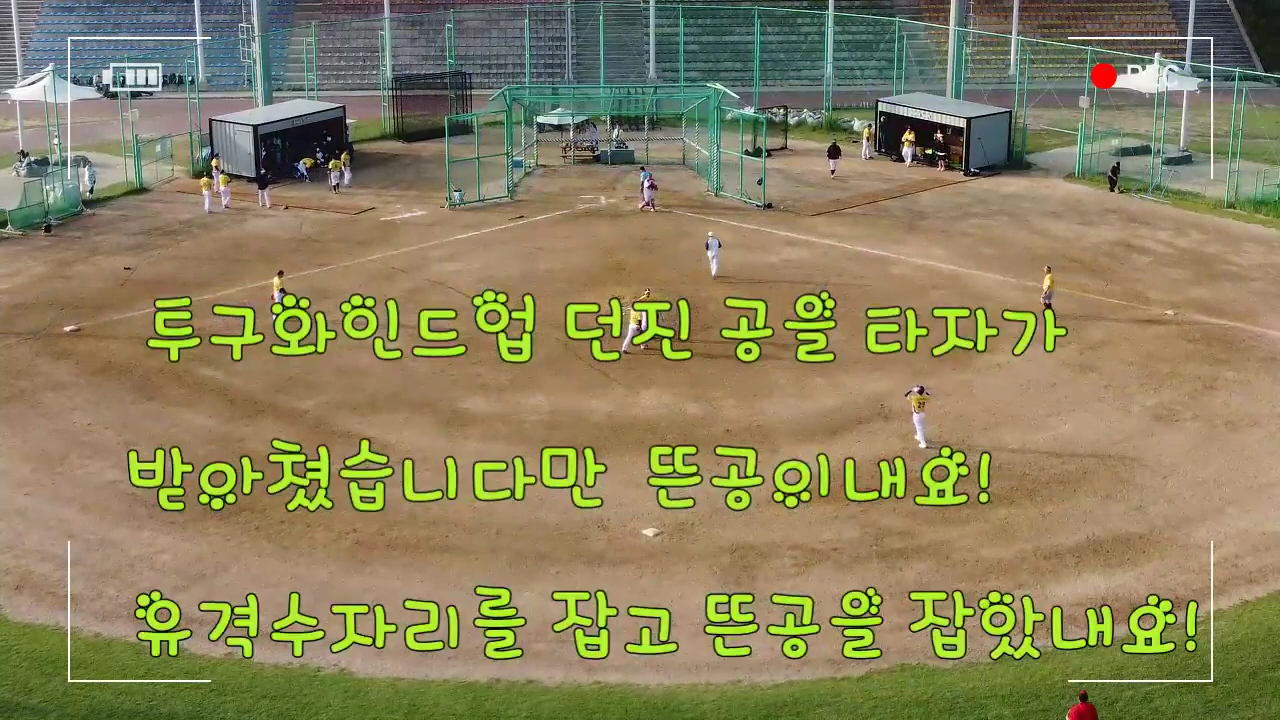 투구와인드업 던진 공을 타자가
받아쳤습니다만 뜬공이내요!
유격수자리를 잡고 뜬공을 잡았내요!